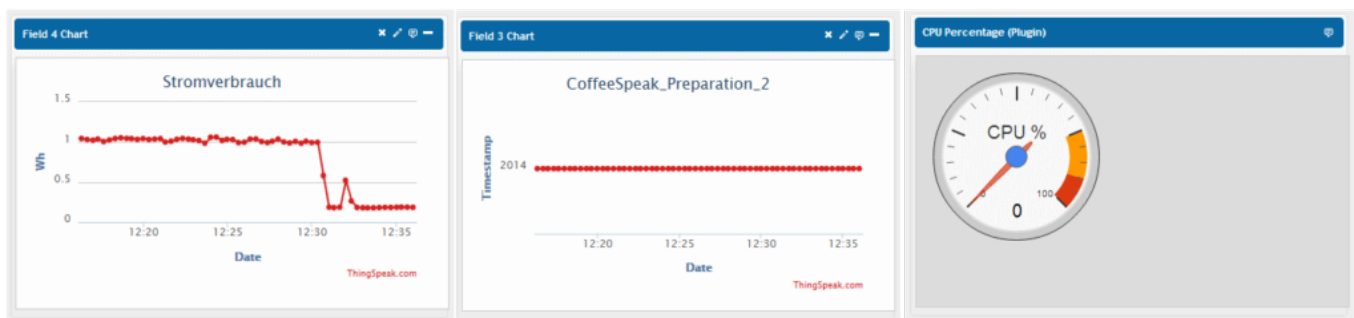 Field 4 Chart
Stromverbrauch
1.5
1
0.5
0
Wh
12:20 12:25 12:30 12:35
Date
ThingSpeak.com
Field 3 Chart
CoffeeSpeak_Preparation_2
Timestamp
2014
12:20 12:25 12:30 12:35
Date
ThingSpeak.com
CPU Percentage (Plugin)
CPU %
0 100
0